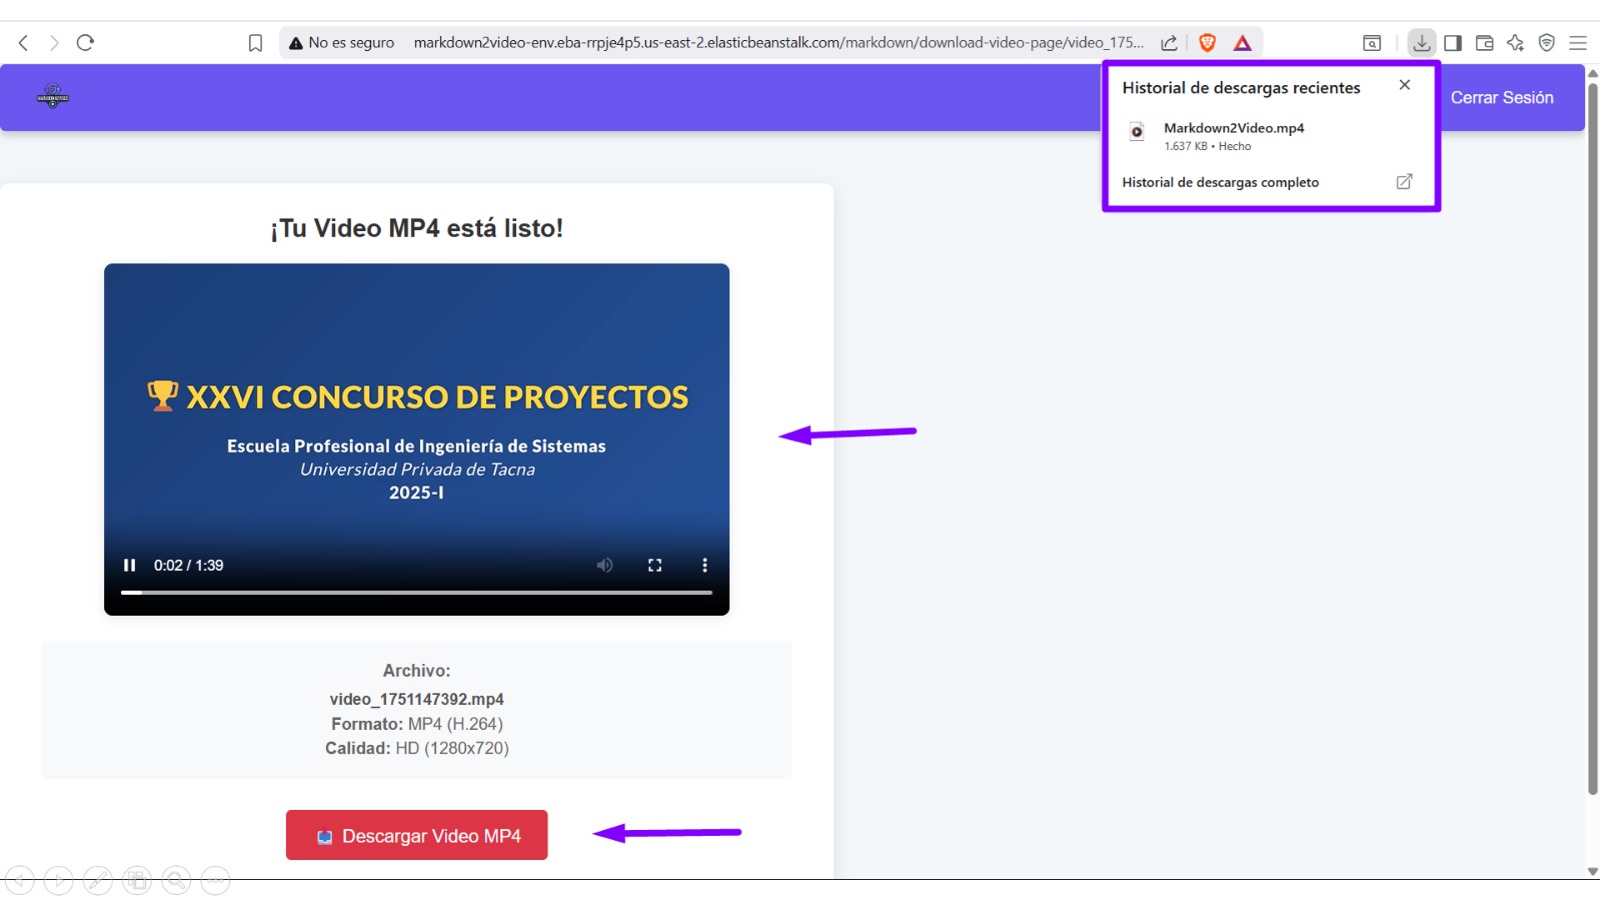 No es seguro markdown2video-env.eba-rrpje4p5.us-east-2.elasticbeanstalk.com/markdown/download-video-page/video_175...
Historial de descargas recientes
Markdown2Video.mp4
1.637 KB • Hecho
Historial de descargas completo
Cerrar Sesión
¡Tu Video MP4 está listo!
🏆 XXVI CONCURSO DE PROYECTOS
Escuela Profesional de Ingeniería de Sistemas
Universidad Privada de Tacna
2025-I
0:02 / 1:39
Archivo:
video_1751147392.mp4
Formato: MP4 (H.264)
Calidad: HD (1280x720)
Descargar Video MP4